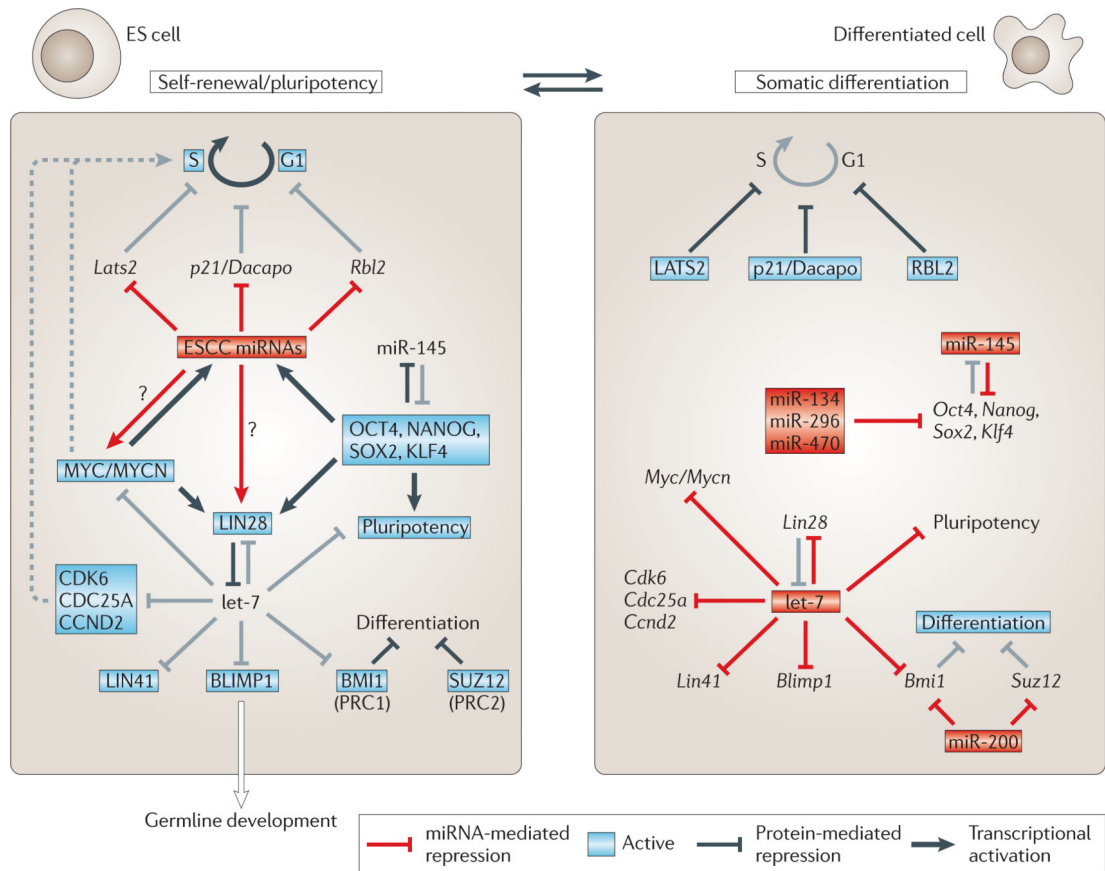 ES cell
Self-renewal/pluripotency
Differentiated cell
Somatic differentiation
S
G1
Lats2
p21/Dacapo
Rbl2
ESCC miRNAs
miR-145
?
?
OCT4, NANOG,
SOX2, KLF4
MYC/MYCN
LIN28
Pluripotency
CDK6
CDC25A
CCND2
let-7
Differentiation
LIN41
BLIMP1
BMI1
(PRC1)
SUZ12
(PRC2)
Germline development
S
G1
LATS2
p21/Dacapo
RBL2
miR-145
miR-134
miR-296
miR-470
Oct4, Nanog,
Sox2, Klf4
Myc/Mycn
Lin28
Pluripotency
Cdk6
Cdc25a
Ccnd2
let-7
Differentiation
Lin41
Blimp1
Bmi1
Suz12
miR-200
miRNA-mediated
repression
Active
Protein-mediated
repression
Transcriptional
activation